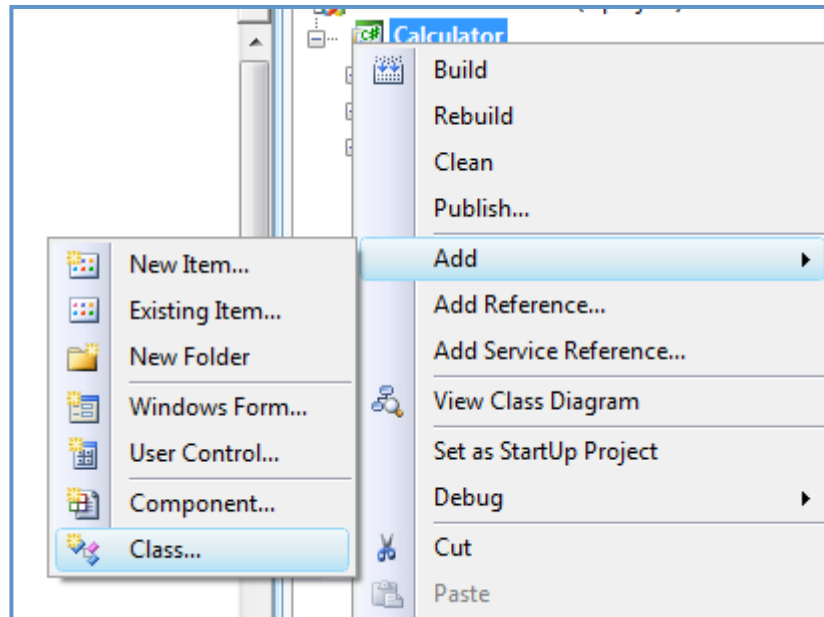 Calculator
Build
Rebuild
Clean
Publish...
Add
Add Reference...
Add Service Reference...
View Class Diagram
Set as StartUp Project
Debug
Cut
Paste
New Item...
Existing Item...
New Folder
Windows Form...
User Control...
Component...
Class...